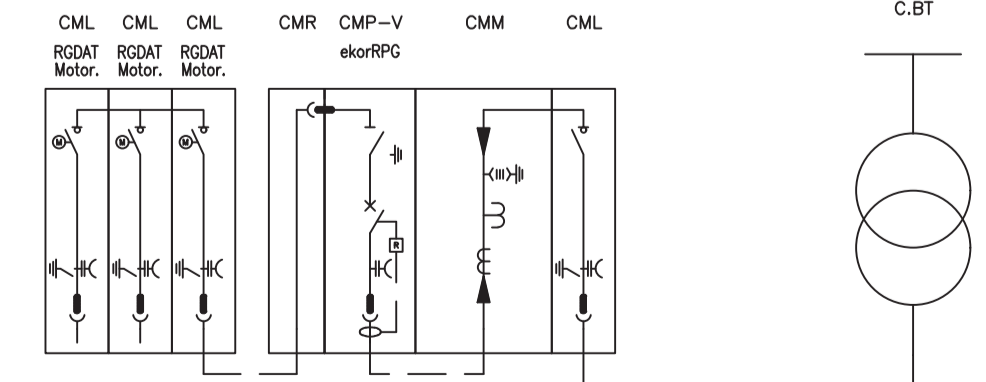 CML CML CML CMR CMP-V CMM CML C.BT
RGDAT RGDAT RGDAT ekorRPG
Motor. Motor. Motor.
M M M
R